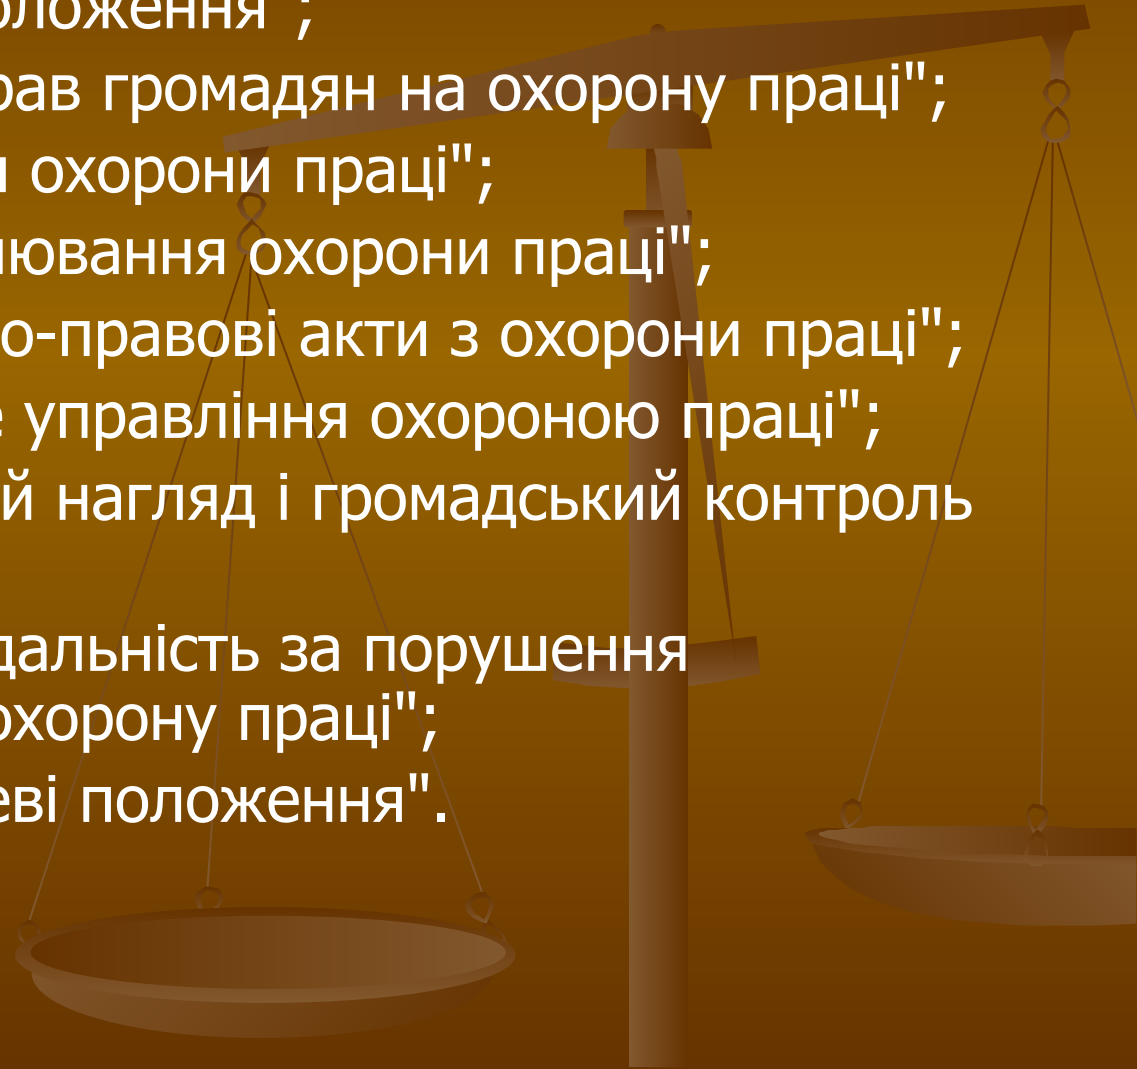 оложення";
рав громадян на охорону праці";
охорони праці";
ювання охорони праці";
о-правові акти з охорони праці";
е управління охороною праці";
й нагляд і громадський контроль
дальність за порушення
охорону праці";
еві положення".